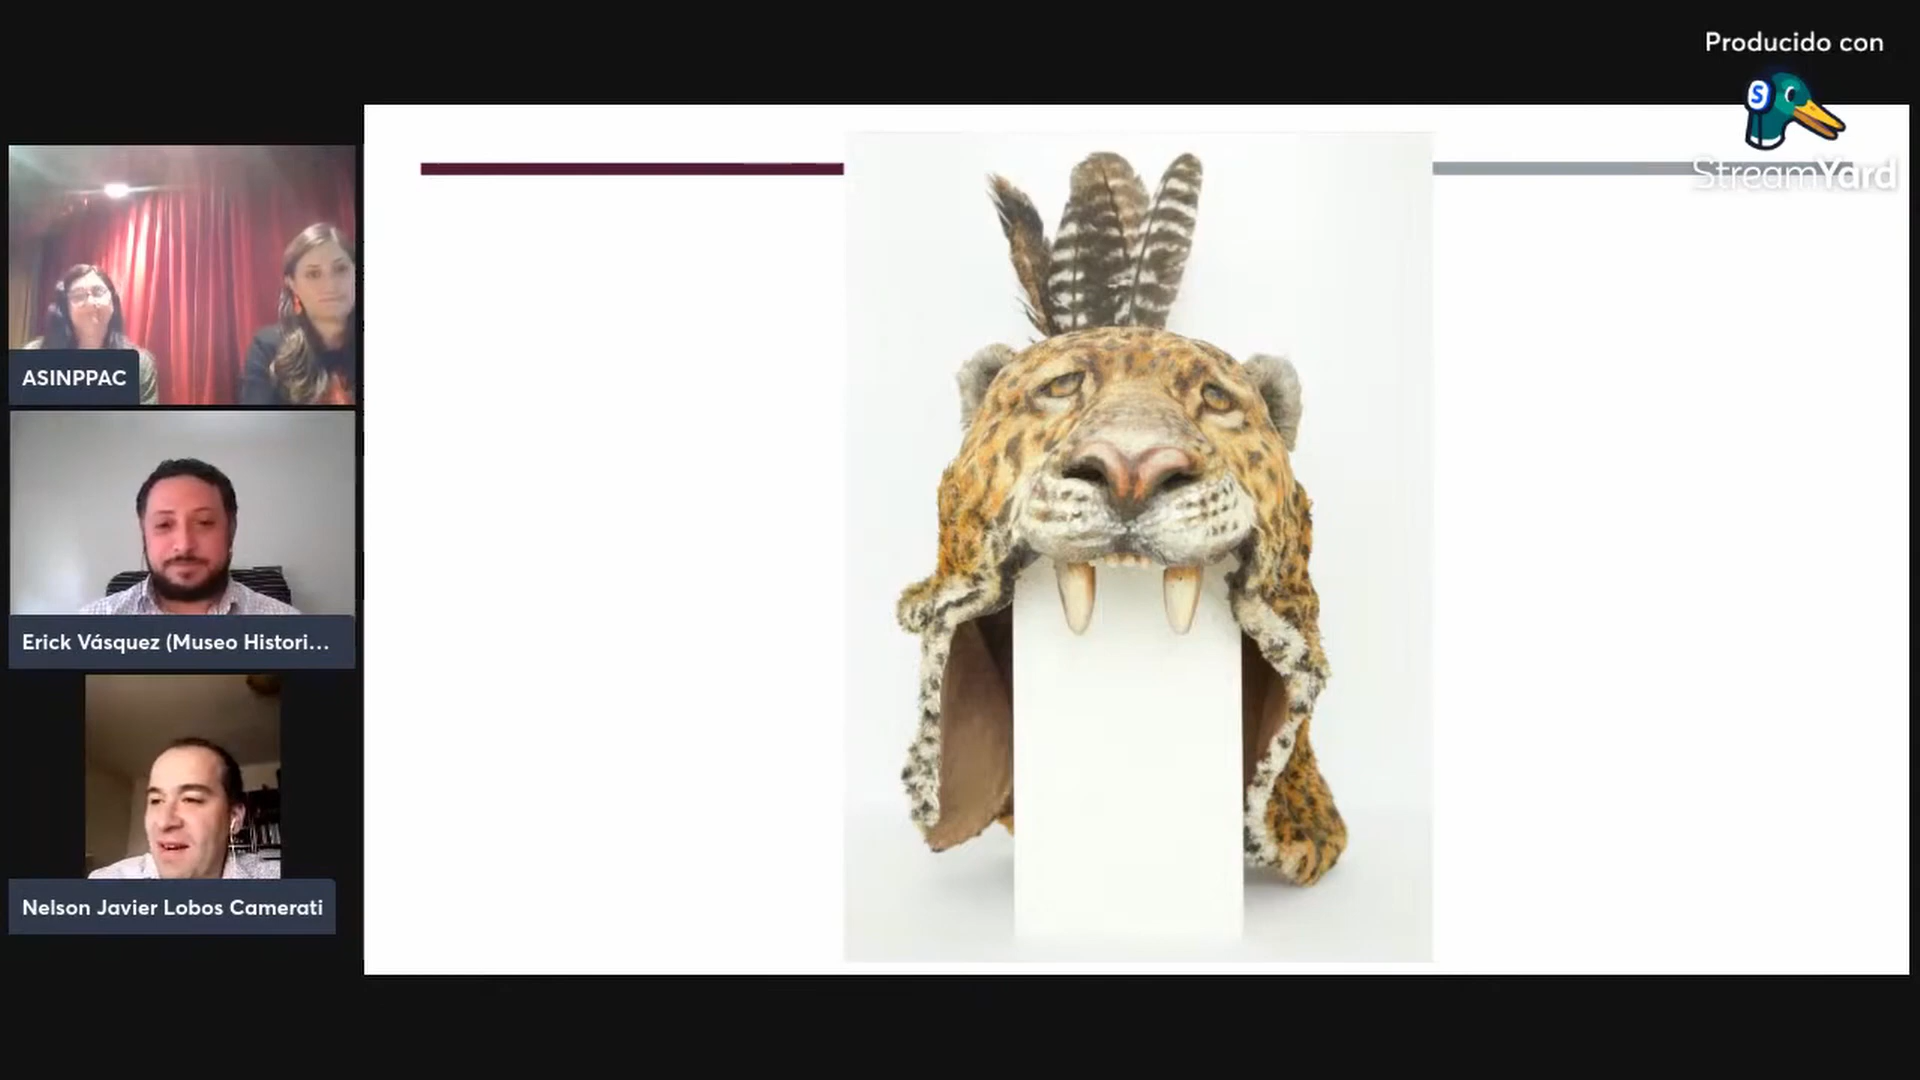 Producido con
S
StreamYard
ASINPPAC
Erick Vásquez (Museo Histori...
Nelson Javier Lobos Camerati